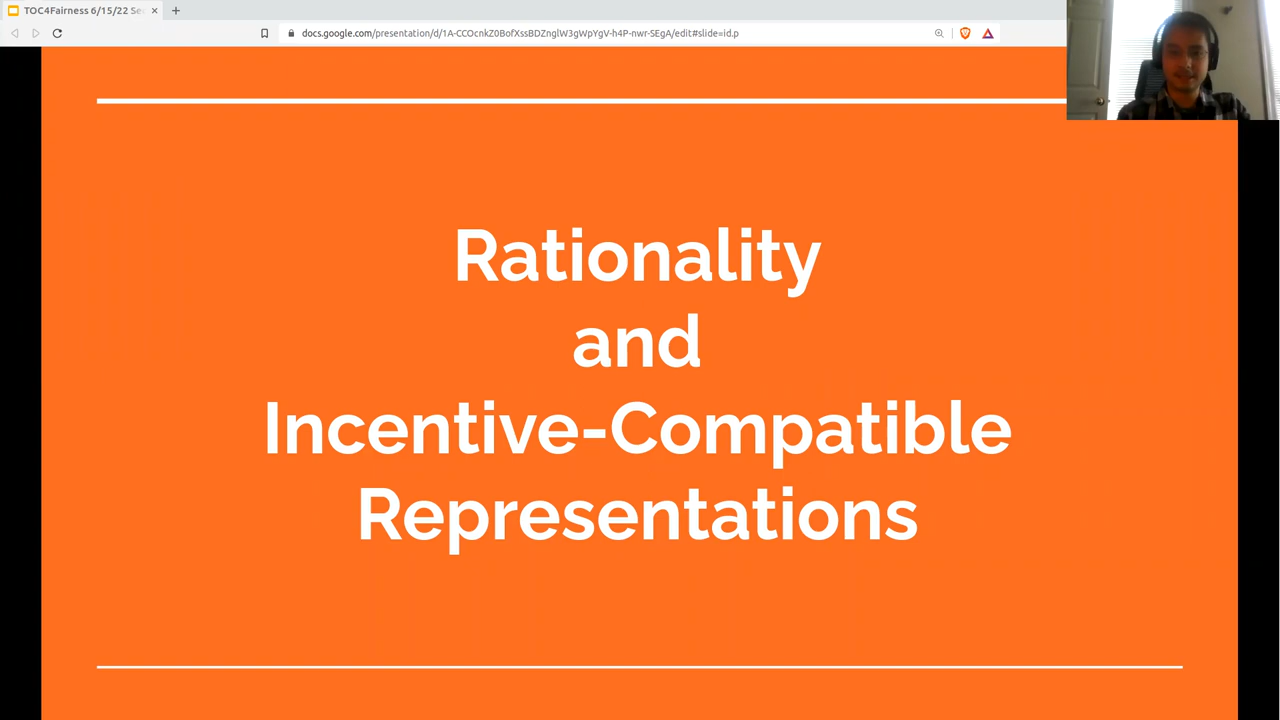 TOC4Fairness 6/15/22 Se
docs.google.com/presentation/d/1A-CCOcnkZ0BofXssBDZnglW3gWpYgV-h4P-nwr-SEgA/edit#slide=id.p
Rationality
and
Incentive-Compatible
Representations